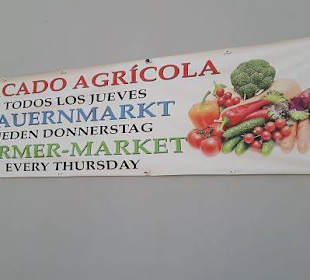 CADO AGRÍCOLA
TODOS LOS JUEVES
AUERNMARKT
JEDEN DONNERSTAG
RMER-MARKET
EVERY THURSDAY